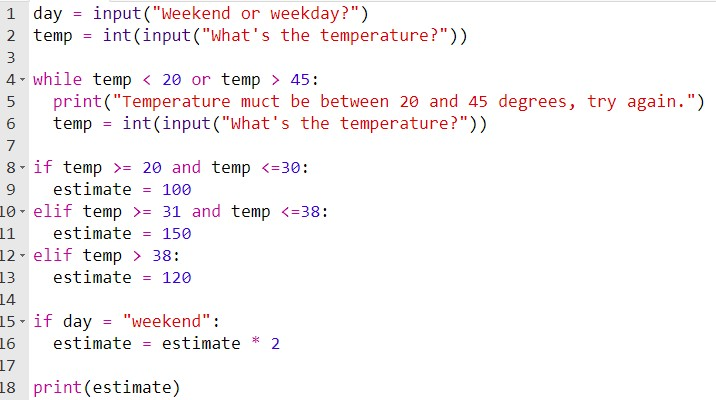 1 day = input("Weekend or weekday?")
2 temp = int(input("What's the temperature?"))
3
4 while temp < 20 or temp > 45:
5 print("Temperature muct be between 20 and 45 degrees, try again.")
6 temp = int(input("What's the temperature?"))
7
8 if temp >= 20 and temp <=30:
9 estimate = 100
10 elif temp >= 31 and temp <=38:
11 estimate = 150
12 elif temp > 38:
13 estimate = 120
14
15 if day = "weekend":
16 estimate = estimate * 2
17
18 print(estimate)